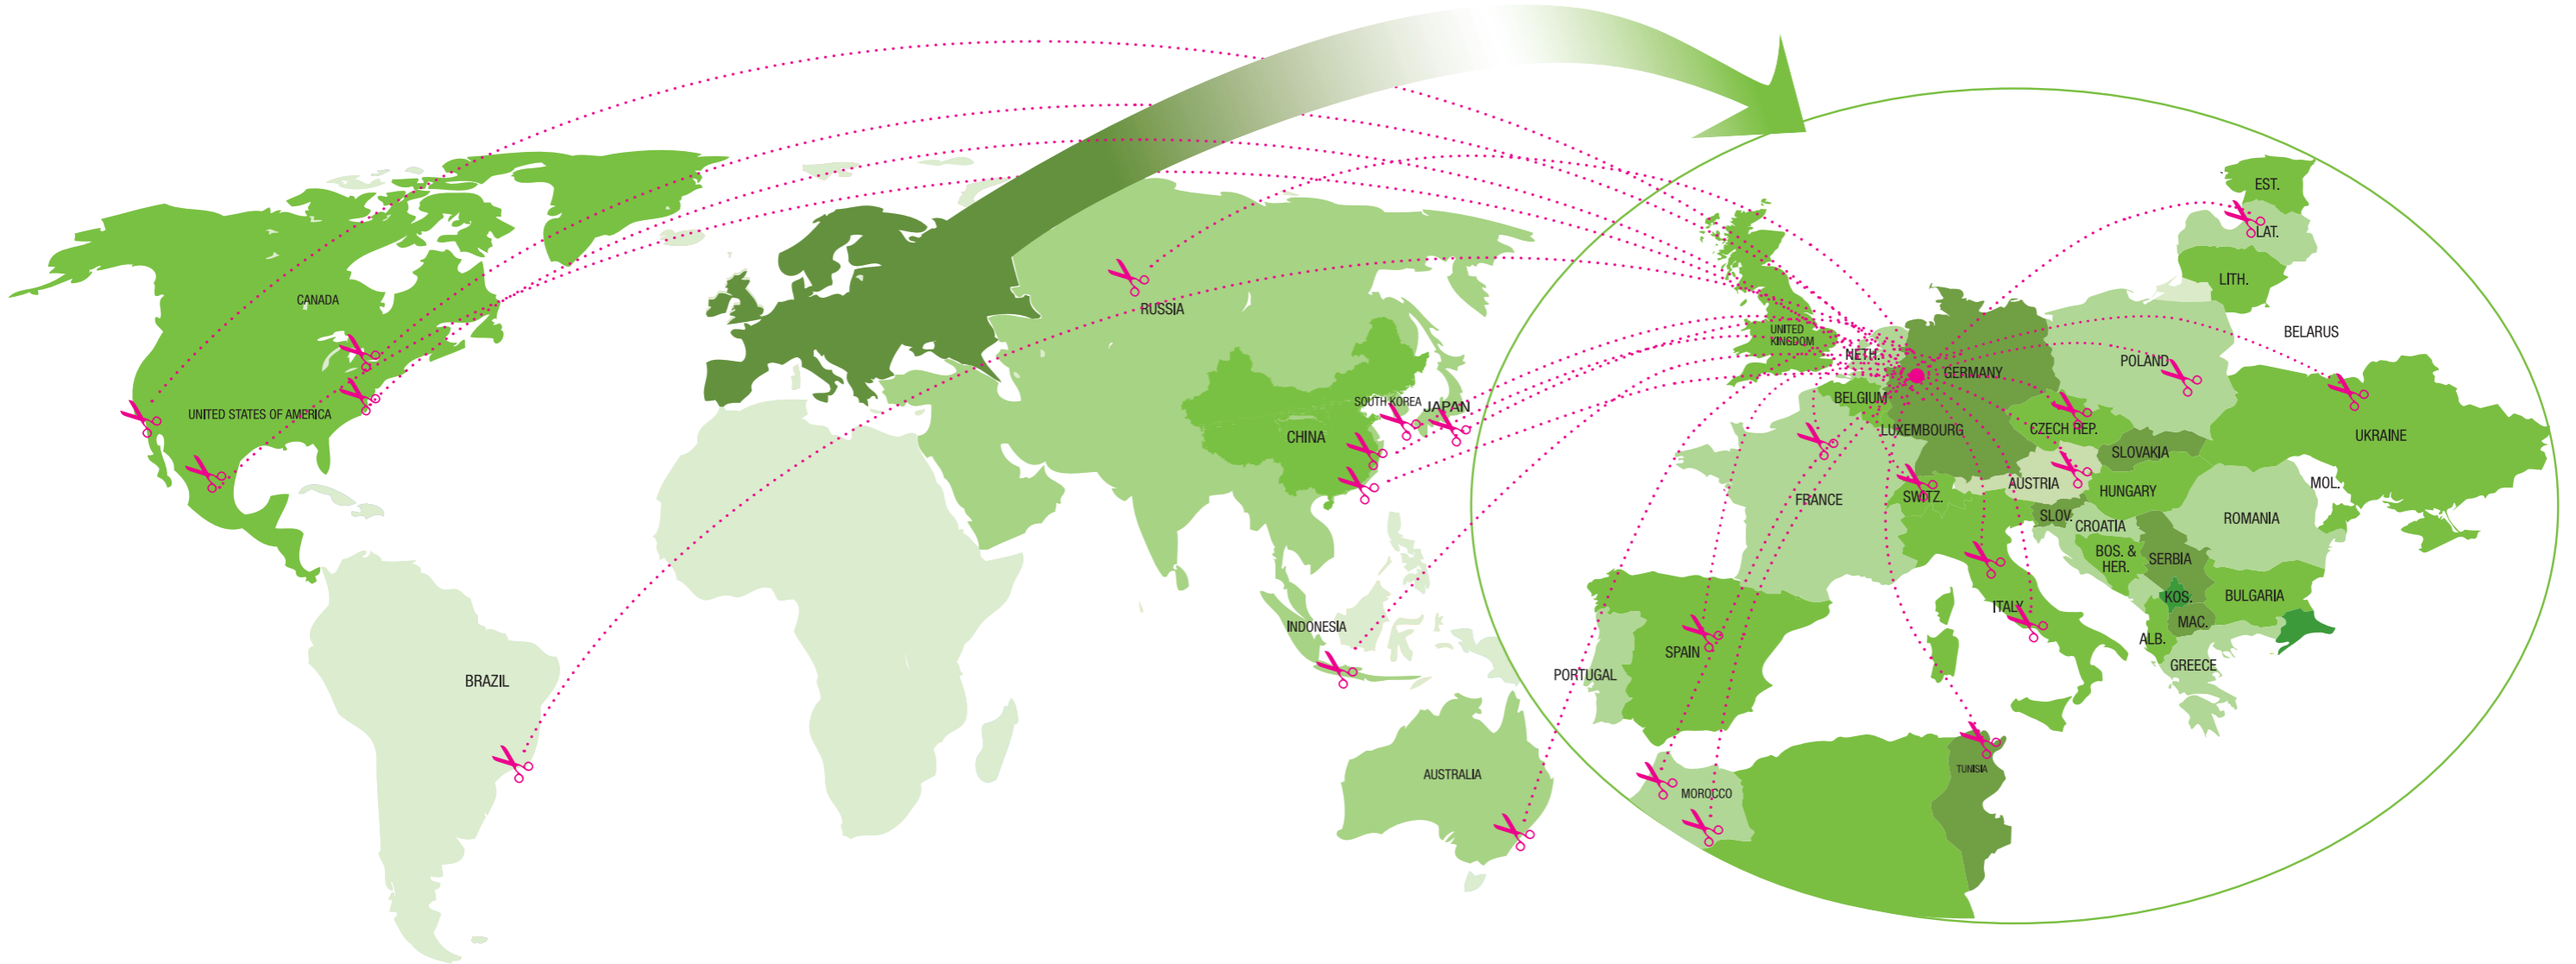 CANADA
UNITED STATES OF AMERICA
BRAZIL
RUSSIA
SOUTH KOREA
JAPAN
CHINA
INDONESIA
AUSTRALIA
EST.
LAT.
LITH.
BELARUS
UNITED
KINGDOM
NETH.
GERMANY
POLAND
BELGIUM
LUXEMBOURG
CZECH REP.
UKRAINE
SLOVAKIA
FRANCE
SWITZ.
AUSTRIA
HUNGARY
MOL.
SLOV.
CROATIA
ROMANIA
BOS. &
HER.
SERBIA
KOS.
BULGARIA
ITALY
MAC.
ALB.
GREECE
SPAIN
PORTUGAL
TUNISIA
MOROCCO